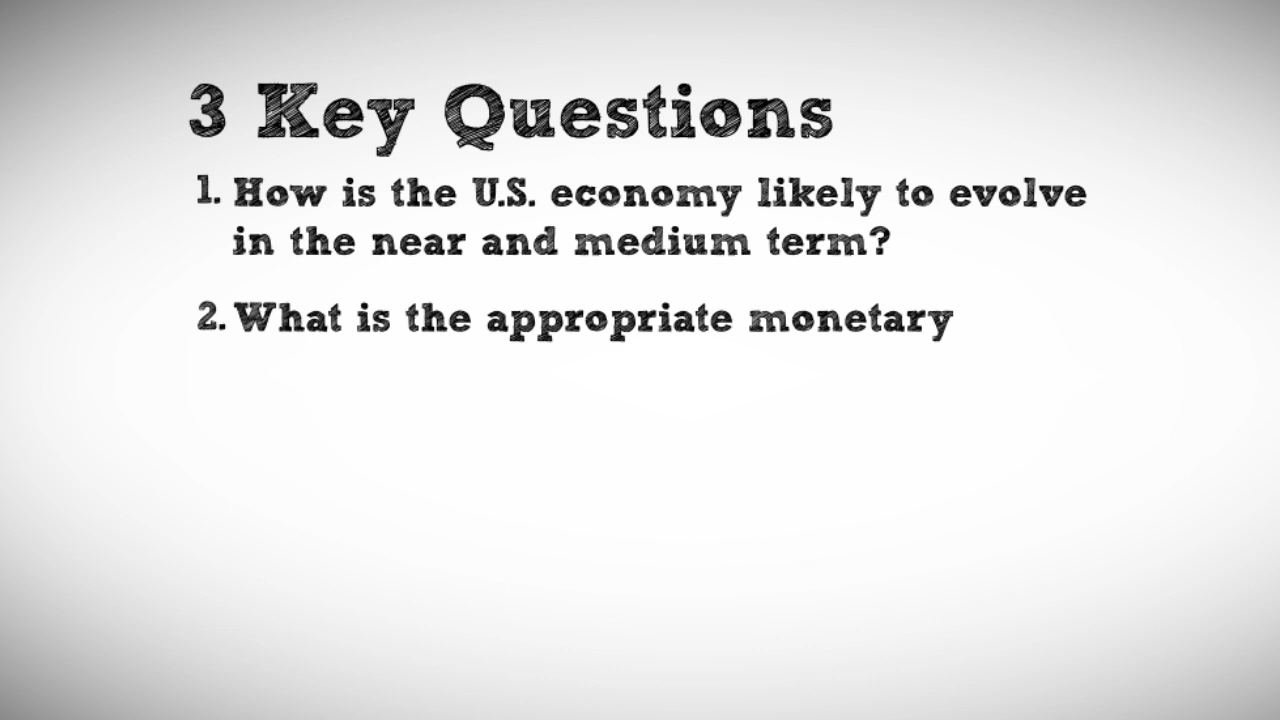 3 Key Questions
1. How is the U.S. economy likely to evolve
in the near and medium term?
2. What is the appropriate monetary